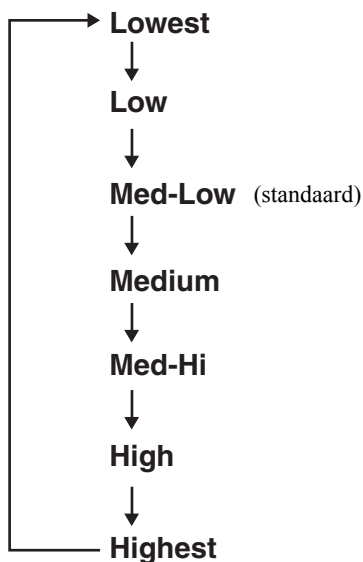 Lowest
Low
Med-Low (standaard)
Medium
Med-Hi
High
Highest